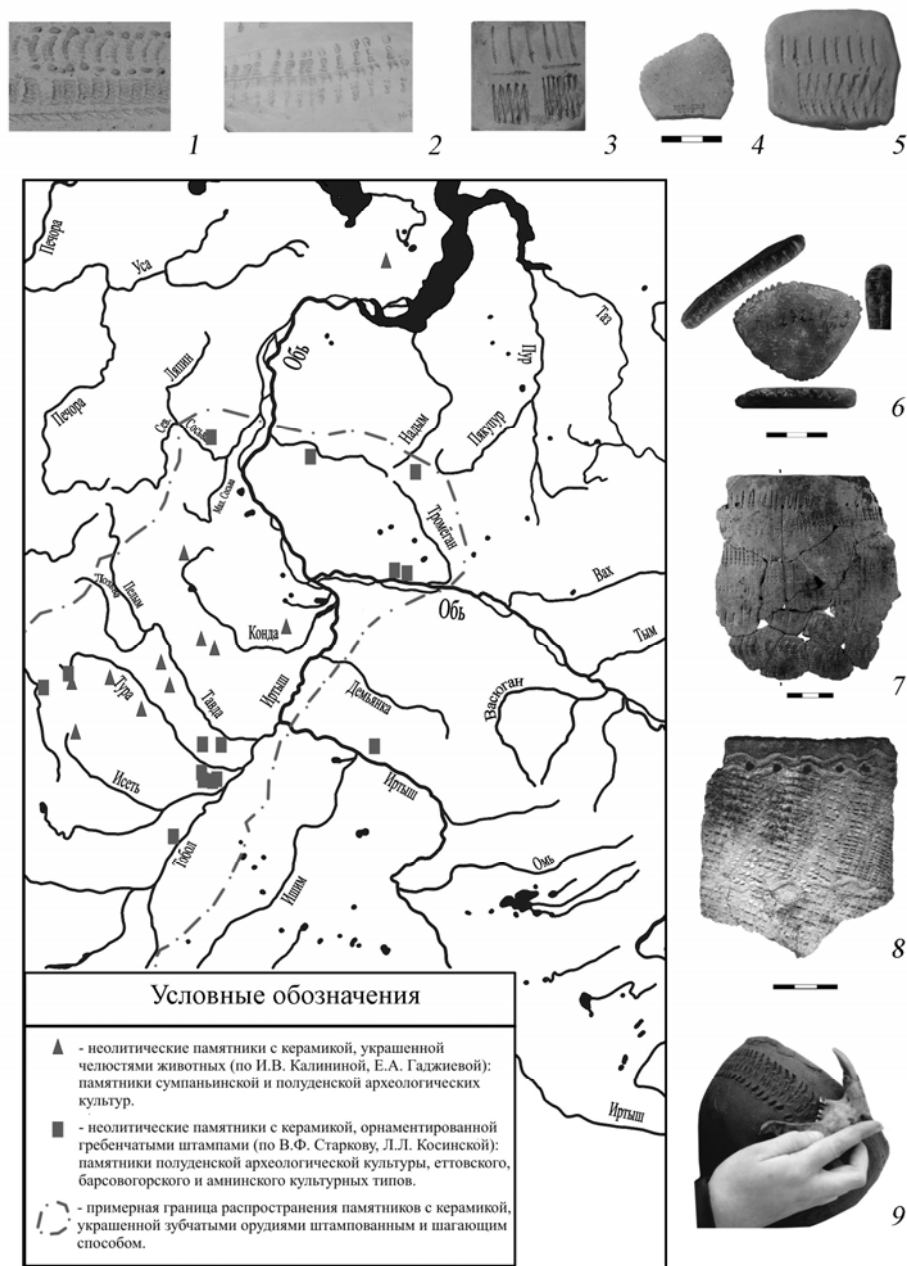 1
2
3
4
5
6
7
8
9
Печора
Уса
Обь
Таз
Пур
Ляпин
Печора
Сев.
Сосьва
Надым
Пякупур
Мал. Сосьва
Тромёган
Вах
Обь
Пелым
Конда
Тым
Иртыш
Васюган
Демьянка
Тура
Тавда
Исеть
Иртыш
Тобол
Омь
Ишим
Иртыш
Условные обозначения
- неолитические памятники с керамикой, украшенной
челюстями животных (по И.В. Калининой, Е.А. Гаджиевой):
памятники сумпаньинской и полуденской археологических
культур.
- неолитические памятники с керамикой, орнаментированной
гребенчатыми штампами (по В.Ф. Старкову, Л.Л. Косинской):
памятники полуденской археологической культуры, еттовского,
барсовогорского и амнинского культурных типов.
- примерная граница распространения памятников с керамикой,
украшенной зубчатыми орудиями штампованным и шагающим
способом.